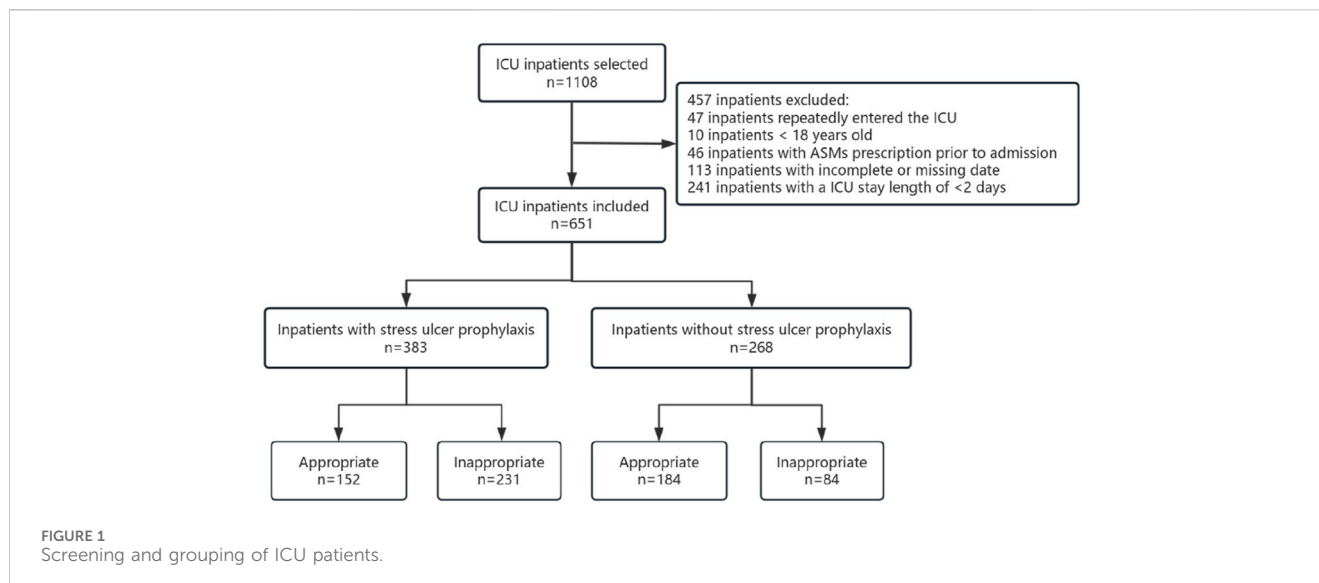 ICU inpatients selected
n=1108
457 inpatients excluded:
47 inpatients repeatedly entered the ICU
10 inpatients < 18 years old
46 inpatients with ASMs prescription prior to admission
113 inpatients with incomplete or missing date
241 inpatients with a ICU stay length of <2 days
ICU inpatients included
n=651
Inpatients with stress ulcer prophylaxis
n=383
Inpatients without stress ulcer prophylaxis
n=268
Appropriate
n=152
Inappropriate
n=231
Appropriate
n=184
Inappropriate
n=84
FIGURE 1
Screening and grouping of ICU patients.